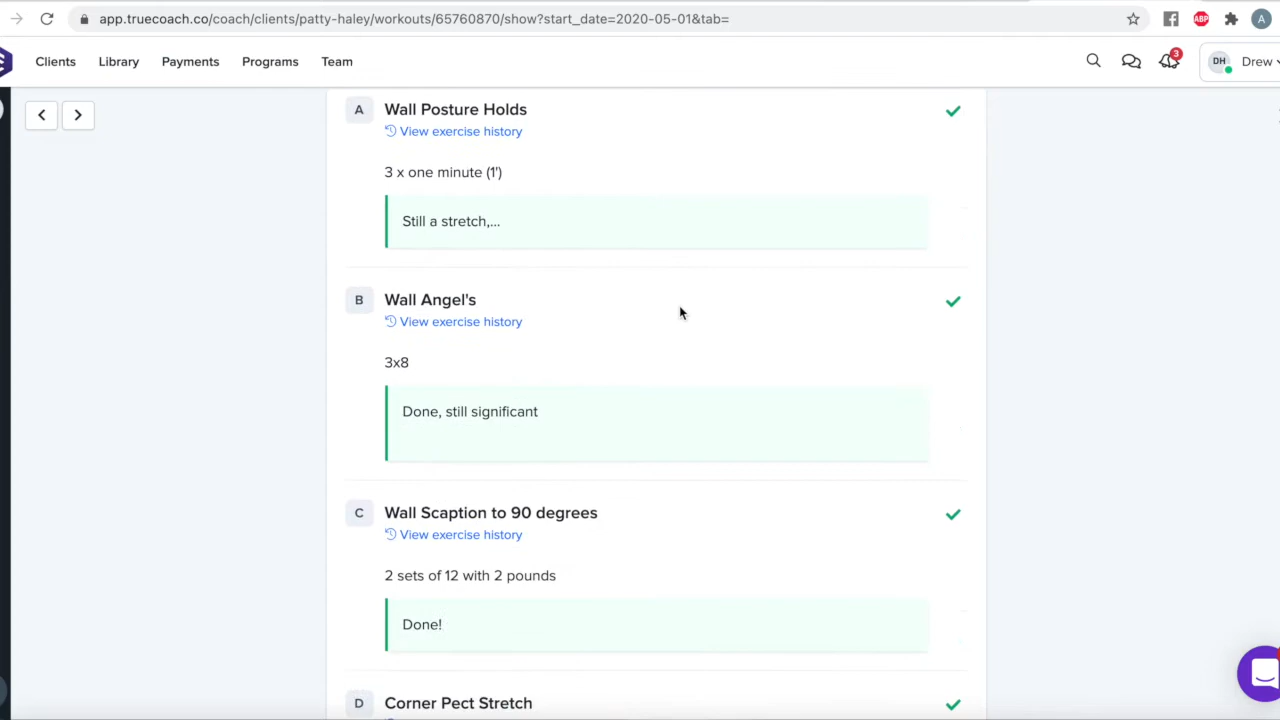 app.truecoach.co/coach/clients/patty-haley/workouts/65760870/show?start_date=2020-05-01&tab=
ABP
A
Clients
Library
Payments
Programs
Team
3
DH
Drew
A
Wall Posture Holds
View exercise history
3 x one minute (1')
Still a stretch,...
B
Wall Angel's
View exercise history
3x8
Done, still significant
C
Wall Scaption to 90 degrees
View exercise history
2 sets of 12 with 2 pounds
Done!
D
Corner Pect Stretch